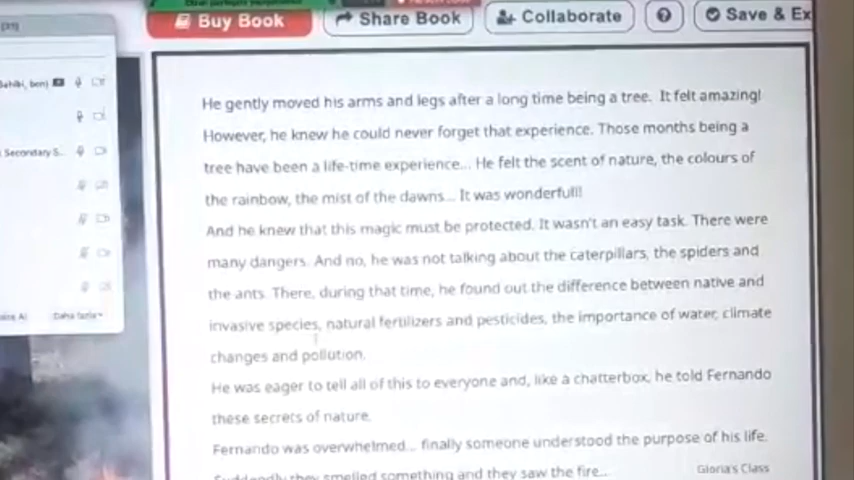 Buy Book
Share Book
Collaborate
Save & Ex
Secondary S...
He gently moved his arms and legs after a long time being a tree. It felt amazing!
However, he knew he could never forget that experience. Those months being a
tree have been a life-time experience... He felt the scent of nature, the colours of
the rainbow, the mist of the dawns... It was wonderful!!
And he knew that this magic must be protected. It wasn't an easy task. There were
many dangers. And no, he was not talking about the caterpillars, the spiders and
the ants. There, during that time, he found out the difference between native and
invasive species, natural fertilizers and pesticides, the importance of water, climate
changes and pollution.
He was eager to tell all of this to everyone and, like a chatterbox, he told Fernando
these secrets of nature.
Fernando was overwhelmed... finally someone understood the purpose of his life.
Suddendly they smelled something and they saw the fire...
Gloria's Class